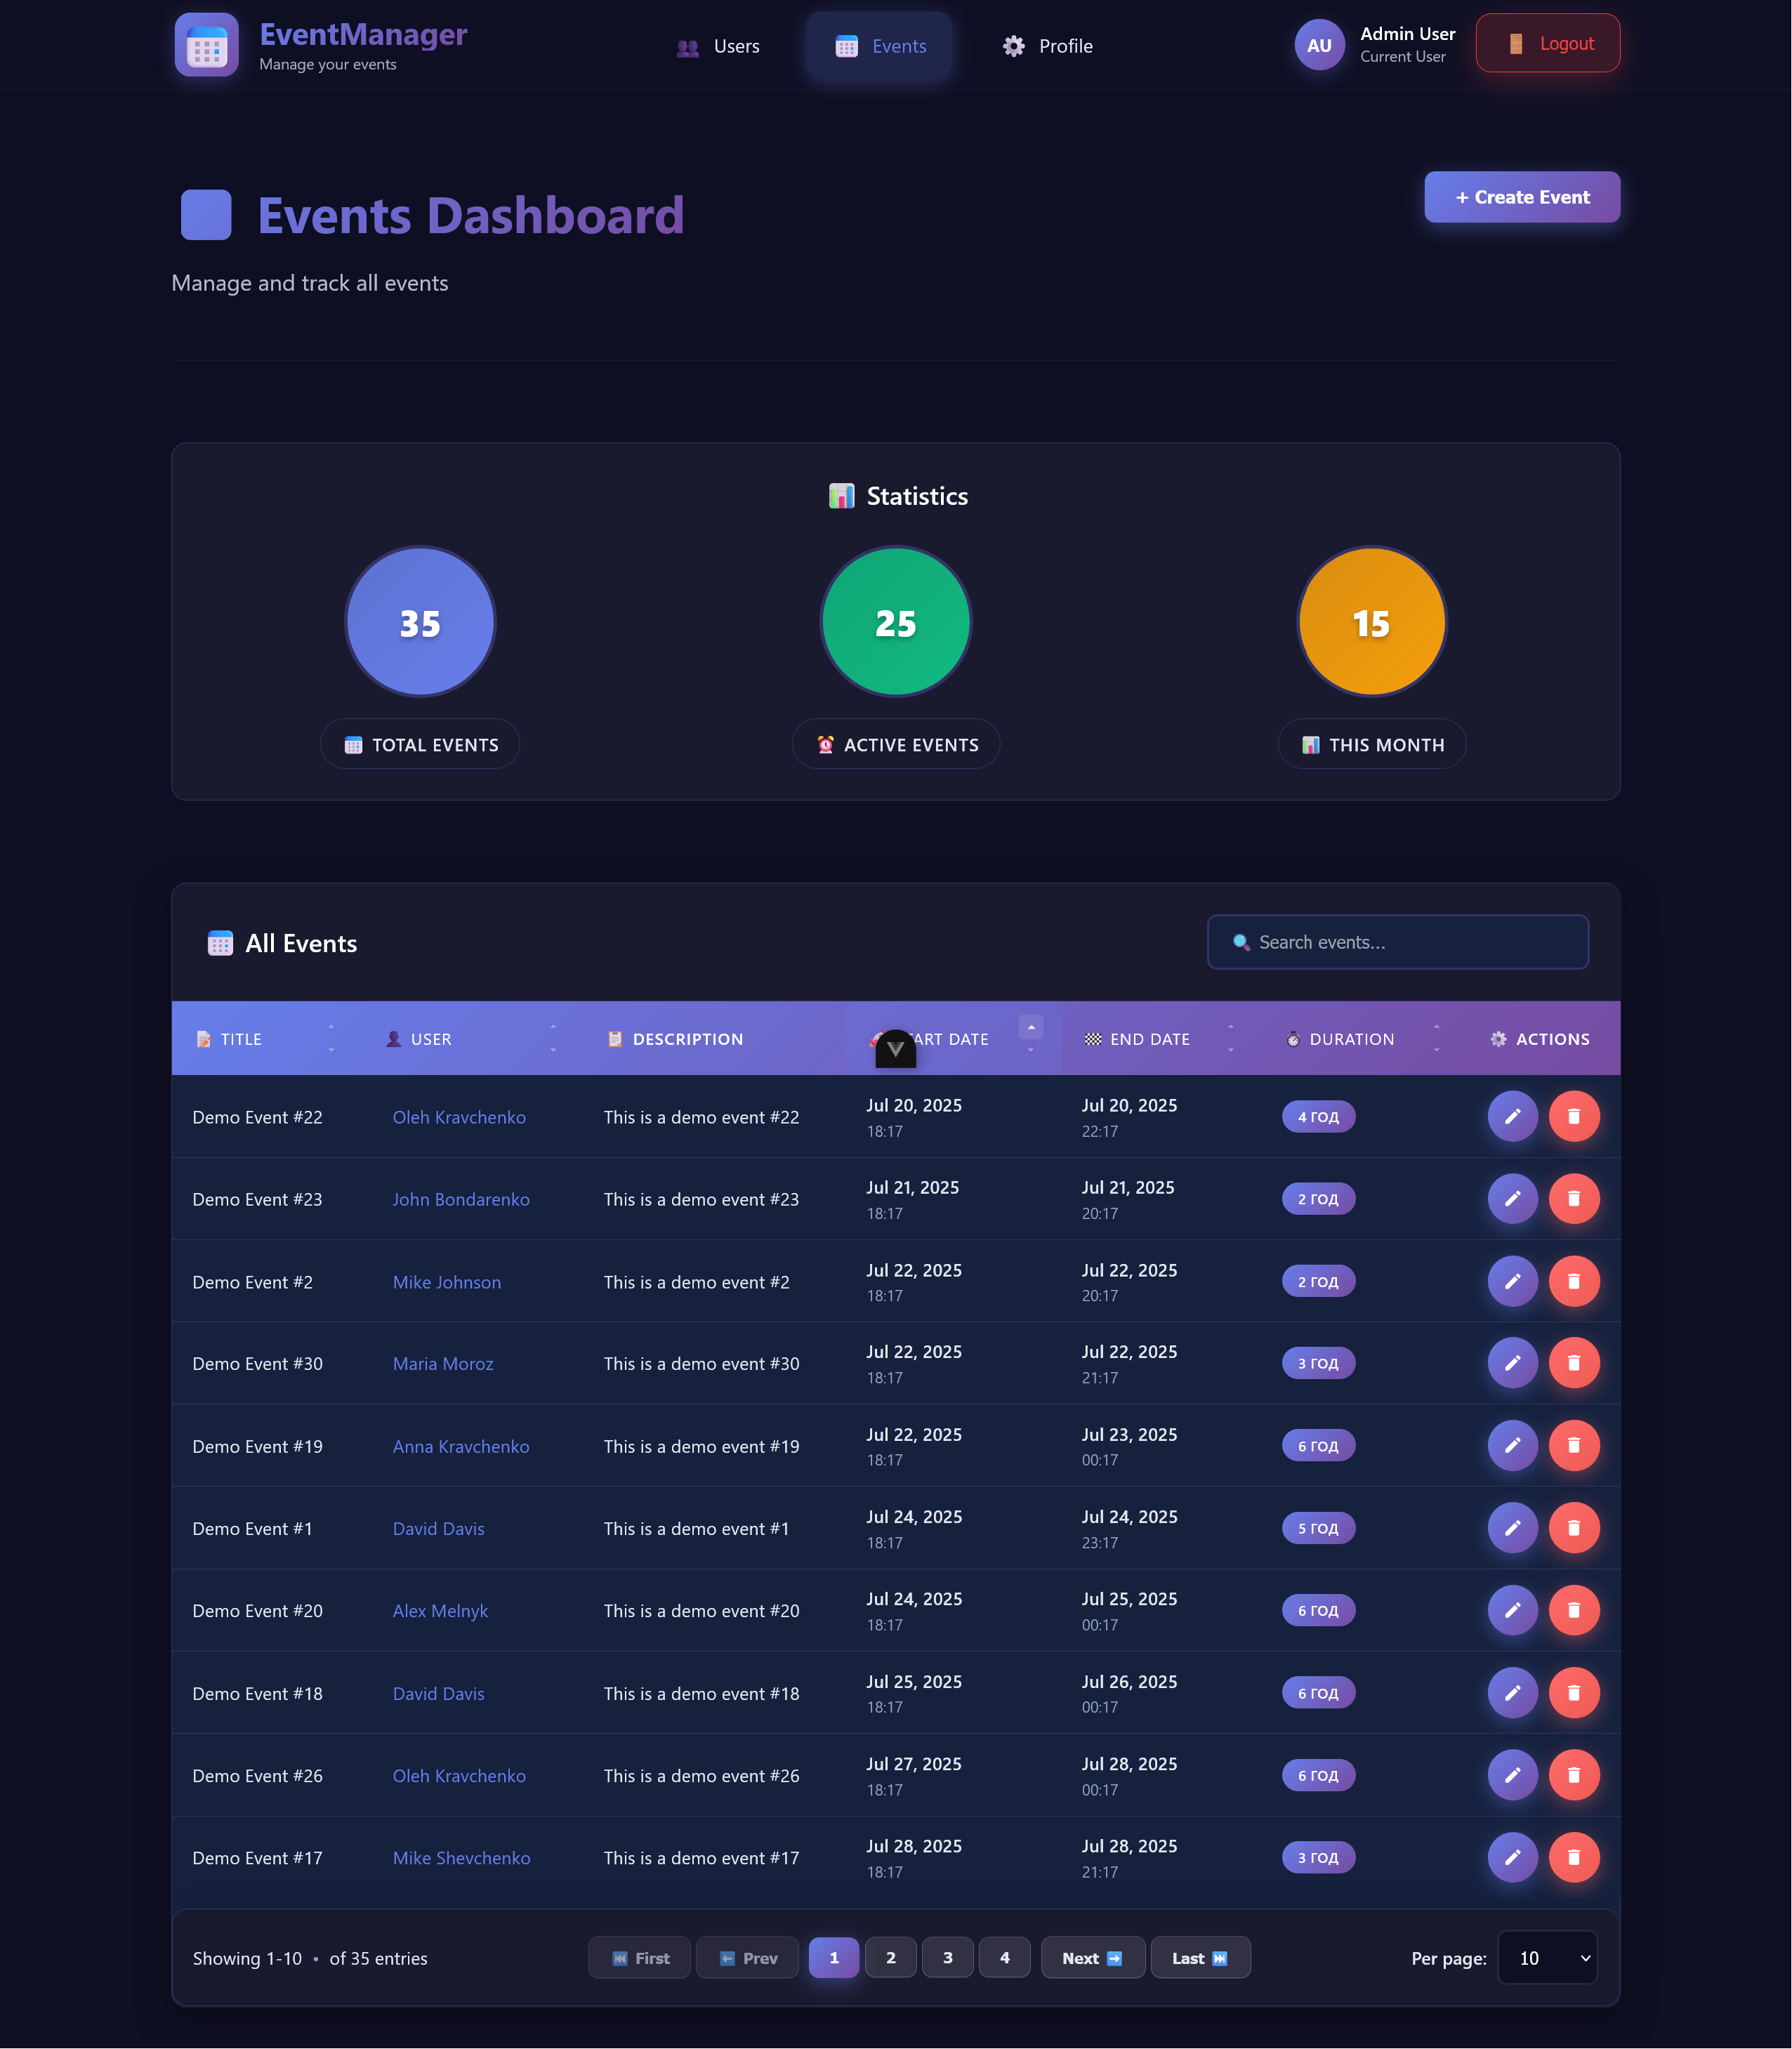 EventManager
Manage your events
Users
Events
Profile
AU
Admin User
Current User
Logout
Events Dashboard
+ Create Event
Manage and track all events
Statistics
35
25
15
TOTAL EVENTS
ACTIVE EVENTS
THIS MONTH
All Events
Search events...
TITLE USER DESCRIPTION ART DATE END DATE DURATION ACTIONS
Demo Event #22 Oleh Kravchenko This is a demo event #22 Jul 20, 2025 18:17 Jul 20, 2025 22:17 4 ГОД
Demo Event #23 John Bondarenko This is a demo event #23 Jul 21, 2025 18:17 Jul 21, 2025 20:17 2 ГОД
Demo Event #2 Mike Johnson This is a demo event #2 Jul 22, 2025 18:17 Jul 22, 2025 20:17 2 ГОД
Demo Event #30 Maria Moroz This is a demo event #30 Jul 22, 2025 18:17 Jul 22, 2025 21:17 3 ГОД
Demo Event #19 Anna Kravchenko This is a demo event #19 Jul 22, 2025 18:17 Jul 23, 2025 00:17 6 ГОД
Demo Event #1 David Davis This is a demo event #1 Jul 24, 2025 18:17 Jul 24, 2025 23:17 5 ГОД
Demo Event #20 Alex Melnyk This is a demo event #20 Jul 24, 2025 18:17 Jul 25, 2025 00:17 6 ГОД
Demo Event #18 David Davis This is a demo event #18 Jul 25, 2025 18:17 Jul 26, 2025 00:17 6 ГОД
Demo Event #26 Oleh Kravchenko This is a demo event #26 Jul 27, 2025 18:17 Jul 28, 2025 00:17 6 ГОД
Demo Event #17 Mike Shevchenko This is a demo event #17 Jul 28, 2025 18:17 Jul 28, 2025 21:17 3 ГОД
Showing 1-10 • of 35 entries
First Prev 1 2 3 4 Next Last
Per page: 10